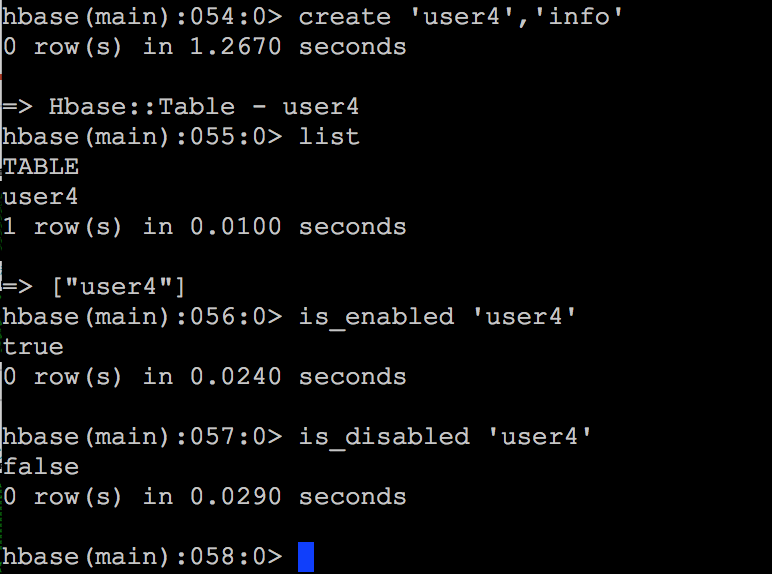 hbase(main):054:0> create 'user4','info'
0 row(s) in 1.2670 seconds
=> Hbase::Table - user4
hbase(main):055:0> list
TABLE
user4
1 row(s) in 0.0100 seconds
=> ["user4"]
hbase(main):056:0> is_enabled 'user4'
true
0 row(s) in 0.0240 seconds
hbase(main):057:0> is_disabled 'user4'
false
0 row(s) in 0.0290 seconds
hbase(main):058:0>